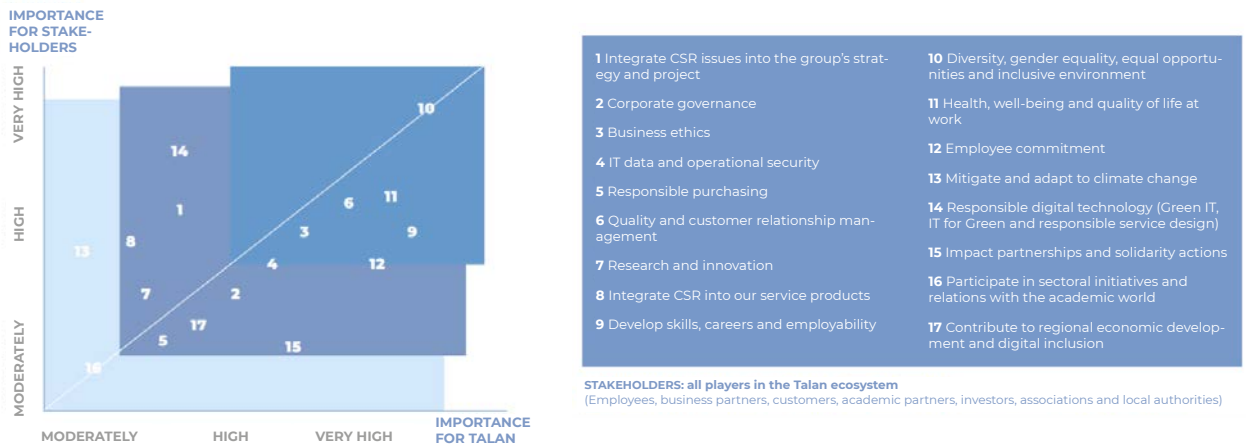 IMPORTANCE
FOR STAKE-
HOLDERS
VERY HIGH
HIGH
MODERATELY
10
14
11
6
1
3
9
8
13
4
12
7
2
17
5
15
16
MODERATELY
HIGH
VERY HIGH
IMPORTANCE
FOR TALAN
1 Integrate CSR issues into the group's strat-
egy and project
2 Corporate governance
3 Business ethics
4 IT data and operational security
5 Responsible purchasing
6 Quality and customer relationship man-
agement
7 Research and innovation
8 Integrate CSR into our service products
9 Develop skills, careers and employability
10 Diversity, gender equality, equal opportu-
nities and inclusive environment
11 Health, well-being and quality of life at
work
12 Employee commitment
13 Mitigate and adapt to climate change
14 Responsible digital technology (Green IT,
IT for Green and responsible service design)
15 Impact partnerships and solidarity actions
16 Participate in sectoral initiatives and
relations with the academic world
17 Contribute to regional economic develop-
ment and digital inclusion
STAKEHOLDERS: all players in the Talan ecosystem
(Employees, business partners, customers, academic partners, investors, associations and local authorities)